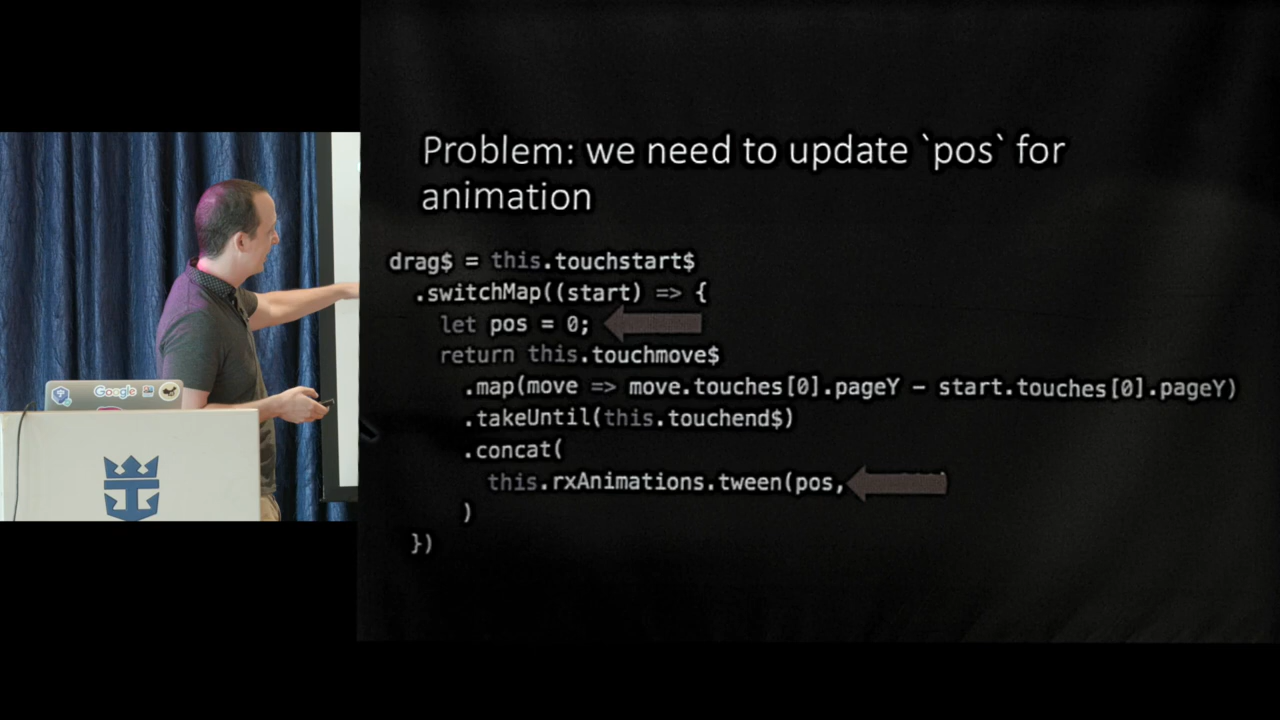 Problem: we need to update `pos` for
animation
drag$ = this.touchstart$
.switchMap((start) => {
let pos = 0;
return this.touchmove$
.map(move => move.touches[0].pageY – start.touches[0].pageY)
.takeUntil(this.touchend$)
.concat(
this.rxAnimations.tween(pos,
)
})
Google